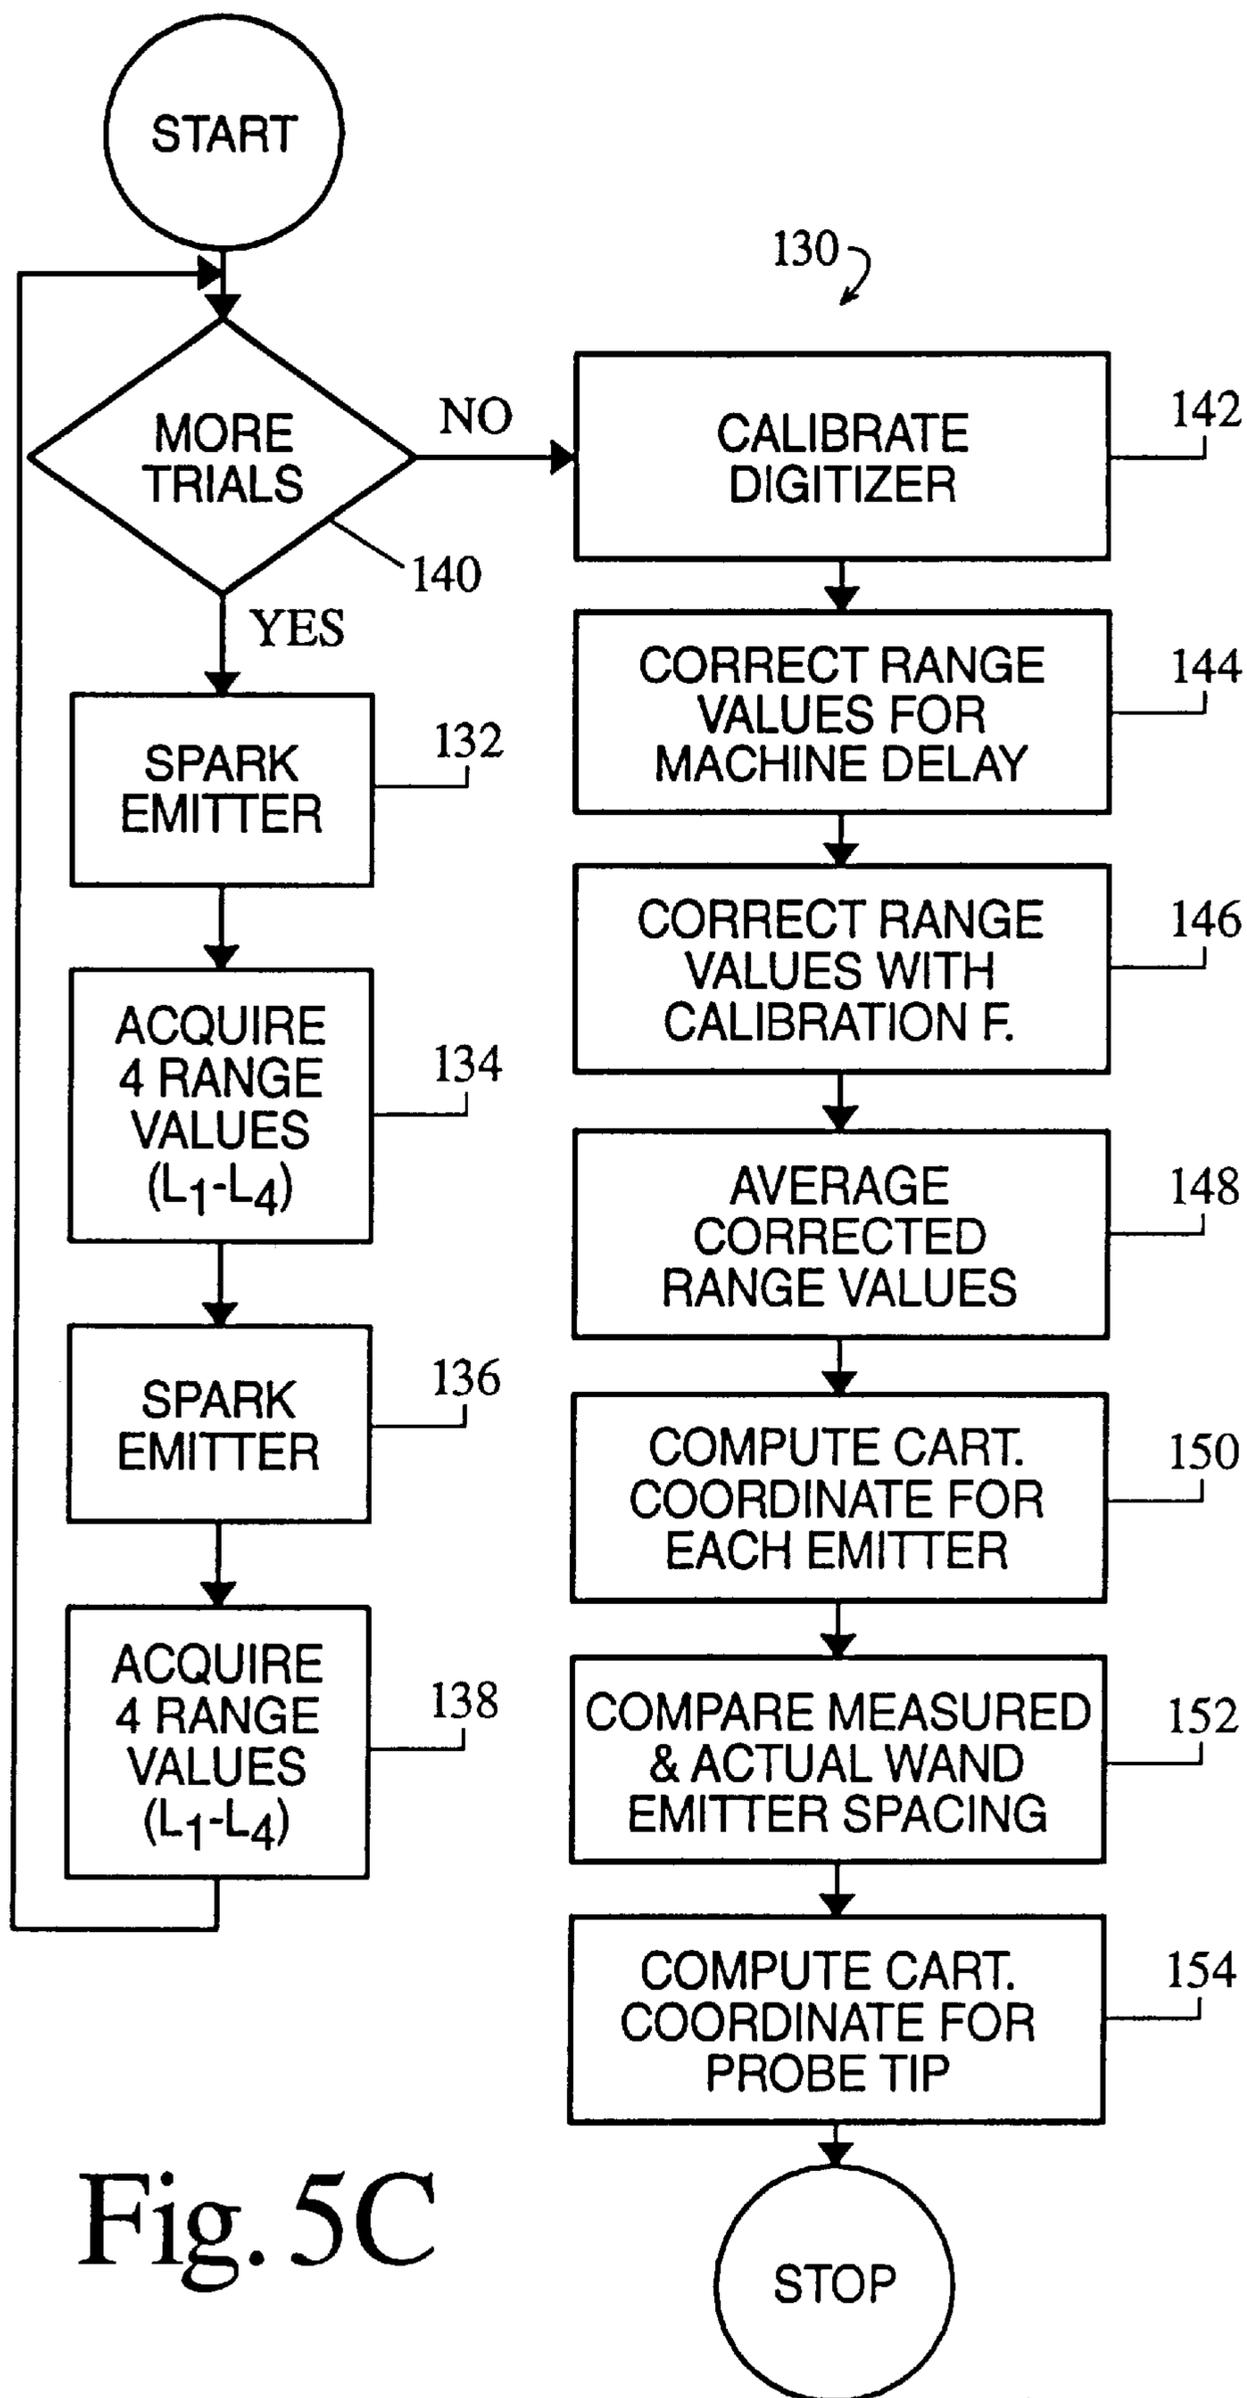 START
130
MORE
TRIALS
140
NO
YES
SPARK
EMITTER
132
ACQUIRE
4 RANGE
VALUES
(L1-L4)
134
SPARK
EMITTER
136
ACQUIRE
4 RANGE
VALUES
(L1-L4)
138
CALIBRATE
DIGITIZER
142
CORRECT RANGE
VALUES FOR
MACHINE DELAY
144
CORRECT RANGE
VALUES WITH
CALIBRATION F.
146
AVERAGE
CORRECTED
RANGE VALUES
148
COMPUTE CART.
COORDINATE FOR
EACH EMITTER
150
COMPARE MEASURED
& ACTUAL WAND
EMITTER SPACING
152
COMPUTE CART.
COORDINATE FOR
PROBE TIP
154
STOP
Fig. 5C